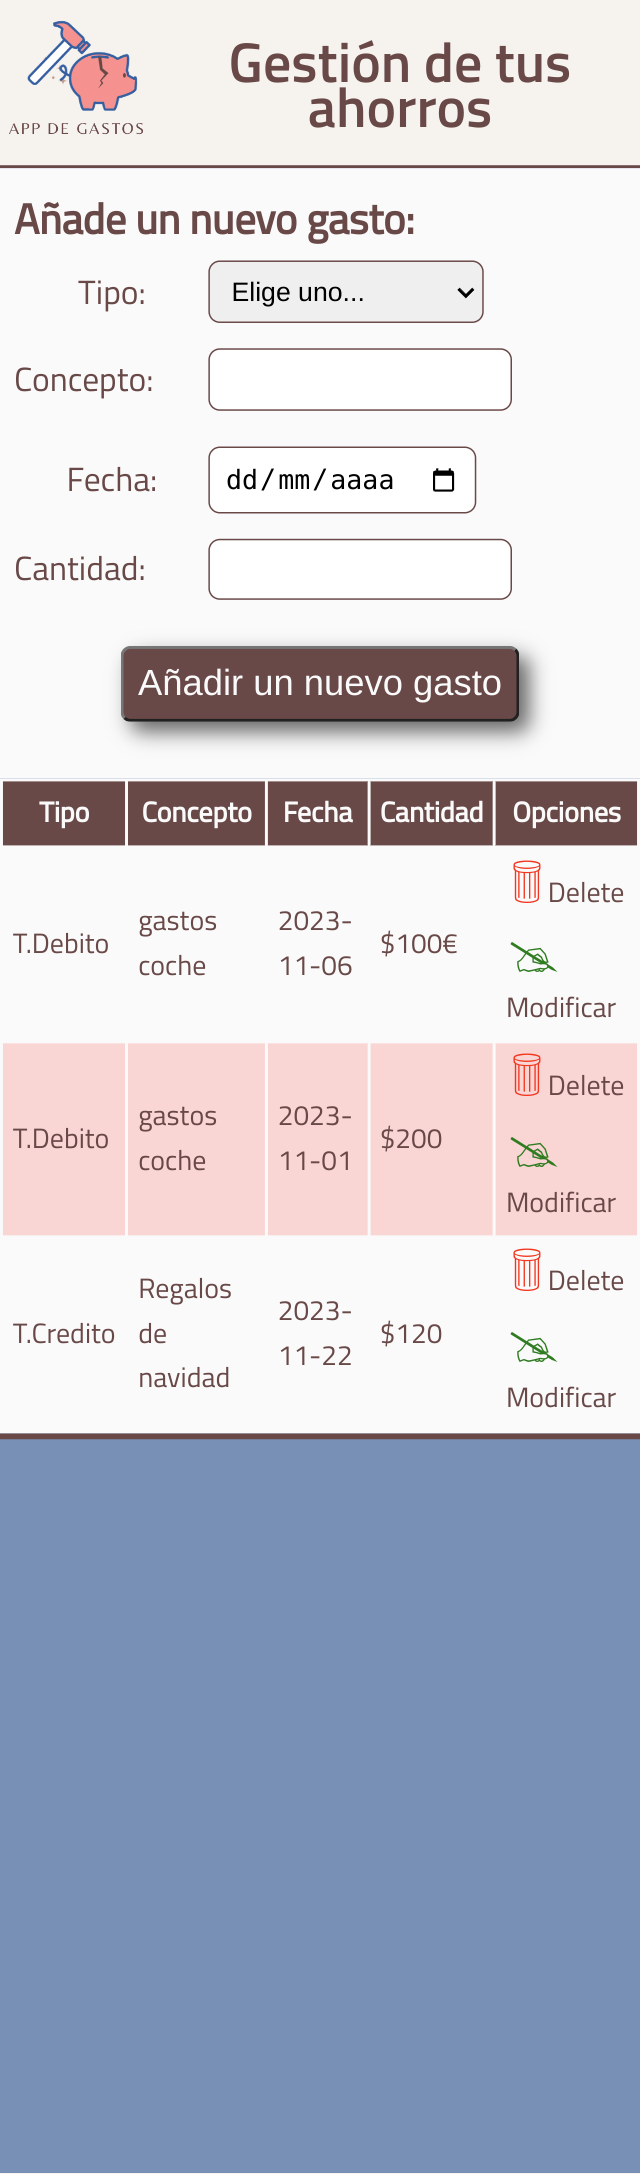 APP DE GASTOS
Gestión de tus
ahorros
Añade un nuevo gasto:
Tipo:
Elige uno...
Concepto:
Fecha:
dd/mm/aaaa
Cantidad:
Añadir un nuevo gasto
Tipo Concepto Fecha Cantidad Opciones
T.Debito
gastos
coche
2023-
11-06
$100€
Delete
Modificar
T.Debito
gastos
coche
2023-
11-01
$200
Delete
Modificar
T.Credito
Regalos
de
navidad
2023-
11-22
$120
Delete
Modificar